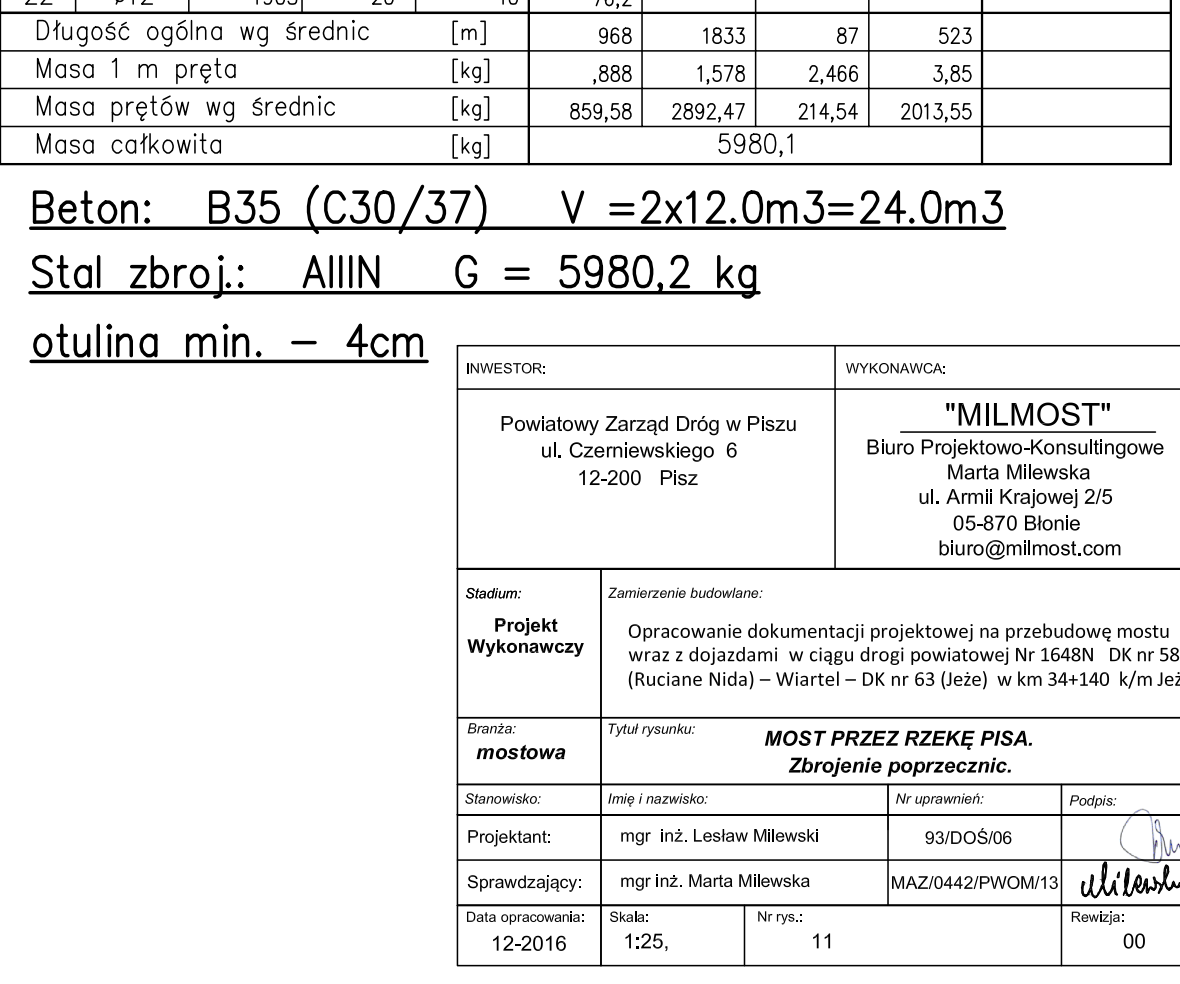 76,2
Długość ogólna wg średnic [m] 968 1833 87 523
Masa 1 m pręta [kg] ,888 1,578 2,466 3,85
Masa prętów wg średnic [kg] 859,58 2892,47 214,54 2013,55
Masa całkowita [kg] 5980,1
Beton: B35 (C30/37) V =2x12.0m3=24.0m3
Stal zbroj.: AIIIN G = 5980,2 kg
otulina min. – 4cm
INWESTOR:
Powiatowy Zarząd Dróg w Piszu
ul. Czerniewskiego 6
12-200 Pisz
WYKONAWCA:
"MILMOST"
Biuro Projektowo-Konsultingowe
Marta Milewska
ul. Armii Krajowej 2/5
05-870 Błonie
biuro@milmost.com
Stadium:
Projekt
Wykonawczy
Zamierzenie budowlane:
Opracowanie dokumentacji projektowej na przebudowę mostu
wraz z dojazdami w ciągu drogi powiatowej Nr 1648N DK nr 58
(Ruciane Nida) – Wiartel – DK nr 63 (Jeże) w km 34+140 k/m Jeż
Branża:
mostowa
Tytuł rysunku:
MOST PRZEZ RZEKĘ PISA.
Zbrojenie poprzecznic.
Stanowisko: Imię i nazwisko: Nr uprawnień: Podpis:
Projektant: mgr inż. Lesław Milewski 93/DOŚ/06
Sprawdzający: mgr inż. Marta Milewska MAZ/0442/PWOM/13
Data opracowania: Skala: Nr rys.: Rewizja:
12-2016 1:25, 11 00